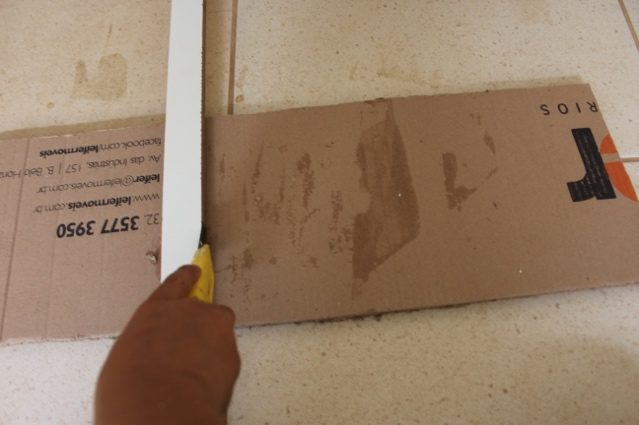 RIOS
32. 3577 3950
www.leifermoveis.com.br
leifer@leifermoveis.com.br
Av. das Industrias, 157 | B. Belo Horiz
facebook.com/leifermoveis